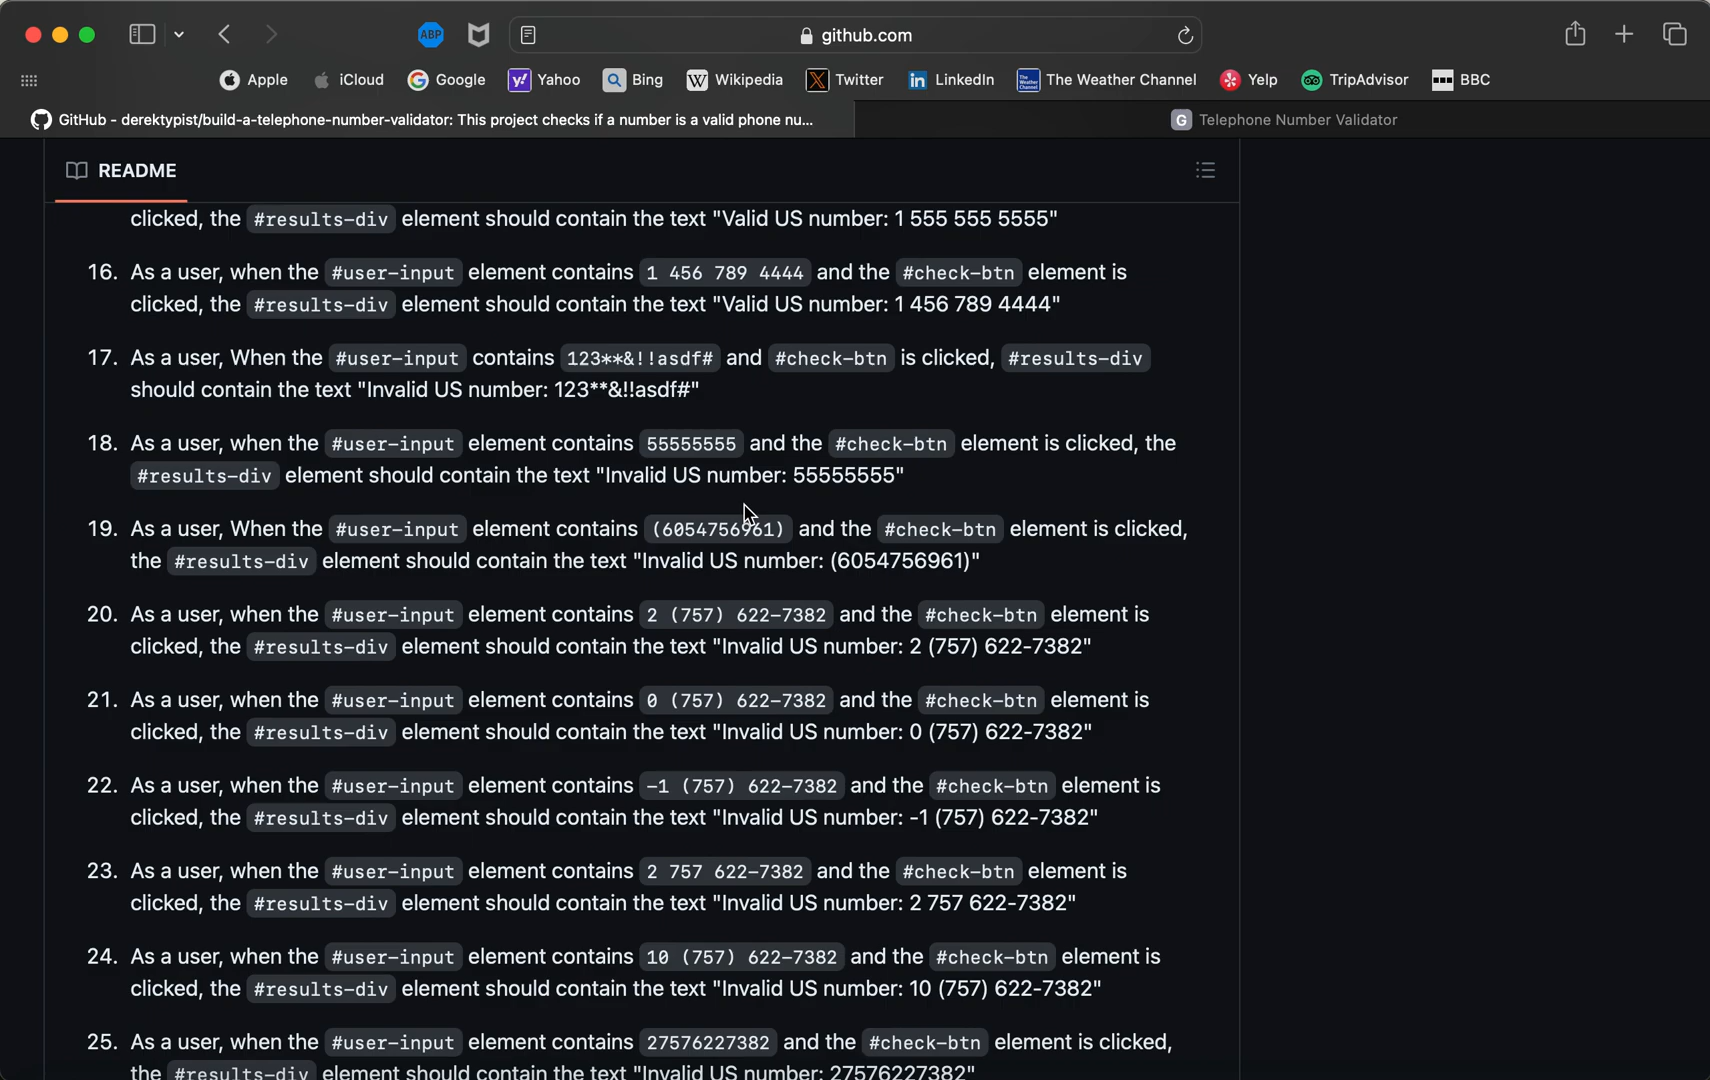 ABP
github.com
Apple iCloud Google Yahoo Bing Wikipedia Twitter LinkedIn The Weather Channel Yelp TripAdvisor BBC
GitHub - derektypist/build-a-telephone-number-validator: This project checks if a number is a valid phone nu... G Telephone Number Validator
README
clicked, the #results-div element should contain the text "Valid US number: 1 555 555 5555"
16. As a user, when the #user-input element contains 1 456 789 4444 and the #check-btn element is
clicked, the #results-div element should contain the text "Valid US number: 1 456 789 4444"
17. As a user, When the #user-input contains 123**&!!asdf# and #check-btn is clicked, #results-div
should contain the text "Invalid US number: 123**&!!asdf#"
18. As a user, when the #user-input element contains 55555555 and the #check-btn element is clicked, the
#results-div element should contain the text "Invalid US number: 55555555"
19. As a user, When the #user-input element contains (6054756961) and the #check-btn element is clicked,
the #results-div element should contain the text "Invalid US number: (6054756961)"
20. As a user, when the #user-input element contains 2 (757) 622-7382 and the #check-btn element is
clicked, the #results-div element should contain the text "Invalid US number: 2 (757) 622-7382"
21. As a user, when the #user-input element contains 0 (757) 622-7382 and the #check-btn element is
clicked, the #results-div element should contain the text "Invalid US number: 0 (757) 622-7382"
22. As a user, when the #user-input element contains -1 (757) 622-7382 and the #check-btn element is
clicked, the #results-div element should contain the text "Invalid US number: -1 (757) 622-7382"
23. As a user, when the #user-input element contains 2 757 622-7382 and the #check-btn element is
clicked, the #results-div element should contain the text "Invalid US number: 2 757 622-7382"
24. As a user, when the #user-input element contains 10 (757) 622-7382 and the #check-btn element is
clicked, the #results-div element should contain the text "Invalid US number: 10 (757) 622-7382"
25. As a user, when the #user-input element contains 27576227382 and the #check-btn element is clicked,
the #results-div element should contain the text "Invalid US number: 27576227382"